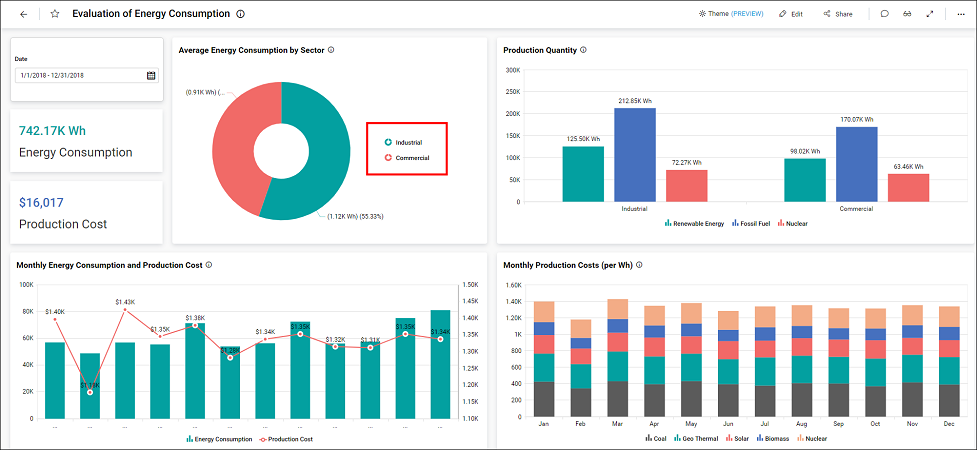 Evaluation of Energy Consumption
Theme (PREVIEW)
Edit
Share
Date
1/1/2018 - 12/31/2018
742.17K Wh
Energy Consumption
$16,017
Production Cost
Average Energy Consumption by Sector
(0.91K Wh) (...
(1.12K Wh) (55.33%)
Industrial
Commercial
Production Quantity
300K
250K
200K
150K
100K
50K
0
125.50K Wh
212.85K Wh
72.27K Wh
98.02K Wh
170.07K Wh
63.46K Wh
Industrial
Commercial
Renewable Energy
Fossil Fuel
Nuclear
Monthly Energy Consumption and Production Cost
100K
80K
60K
40K
20K
0
$1.40K
$1.43K
$1.35K
$1.38K
$1.28K
$1.34K
$1.35K
$1.32K
$1.31K
$1.35K
$1.34K
1.50K
1.45K
1.40K
1.35K
1.30K
1.25K
1.20K
1.15K
1.10K
... ... ... ... ... ... ... ... ... ... ... ...
Energy Consumption
Production Cost
Monthly Production Costs (per Wh)
1.60K
1.40K
1.20K
1K
800
600
400
200
0
Jan Feb Mar Apr May Jun Jul Aug Sep Oct Nov Dec
Coal
Geo Thermal
Solar
Biomass
Nuclear